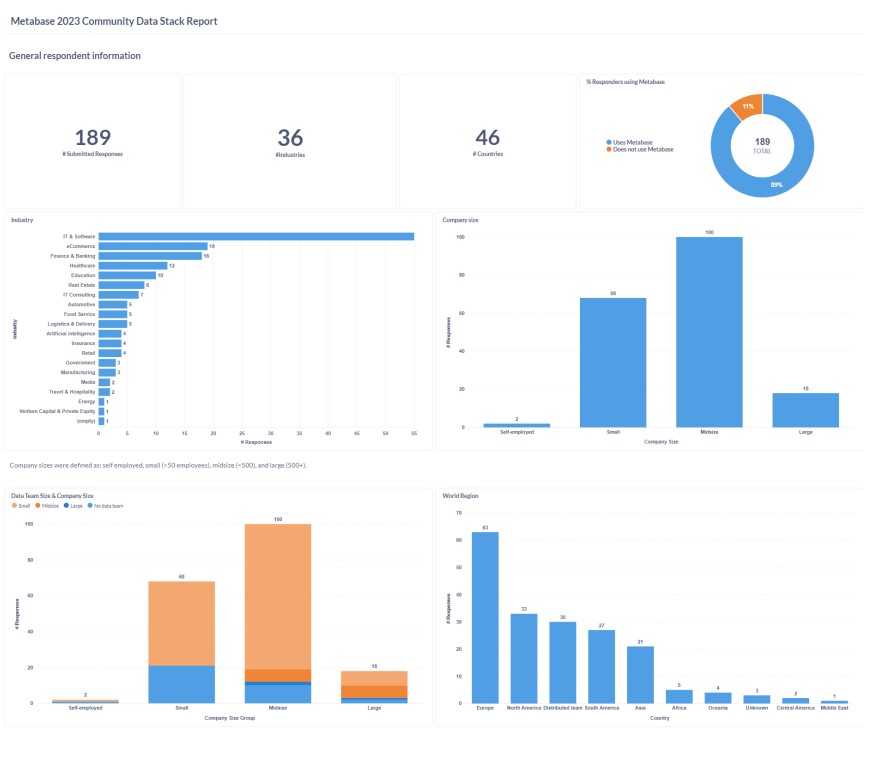 Metabase 2023 Community Data Stack Report
General respondent information
189
# Submitted Responses
36
#Industries
46
# Countries
% Responders using Metabase
Uses Metabase
Does not use Metabase
11%
189
TOTAL
89%
Industry
Industry
IT & Software
eCommerce 19
Finance & Banking 18
Healthcare 12
Education 10
Real Estate 8
IT Consulting 7
Automotive 5
Food Service 5
Logistics & Delivery 5
Artificial intelligence 4
Insurance 4
Retail 4
Government 3
Manufacturing 3
Media 2
Travel & Hospitality 2
Energy 1
Venture Capital & Private Equity 1
(empty) 1
0 5 10 15 20 25 30 35 40 45 50 55
# Responses
Company size
# Responses
100
80
60
40
20
0
2
68
100
18
Self-employed Small Midsize Large
Company Size
Company sizes were defined as: self employed, small (<50 employees), midsize (<500), and large (500+).
Data Team Size & Company Size
Small Midsize Large No data team
# Responses
100
80
60
40
20
0
2
68
100
18
Self-employed Small Midsize Large
Company Size Group
World Region
# Responses
70
60
50
40
30
20
10
0
63
33
30
27
21
5
4
3
2
1
Europe North America Distributed team South America Asia Africa Oceania Unknown Central America Middle East
Country